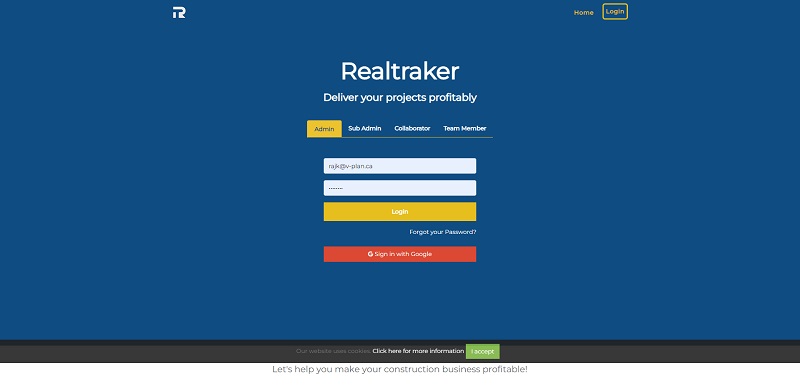 R
Home Login
Realtraker
Deliver your projects profitably
Admin Sub Admin Collaborator Team Member
rajk@v-plan.ca
Login
Forgot your Password?
G Sign in with Google
Our website uses cookies. Click here for more information I accept
Let's help you make your construction business profitable!